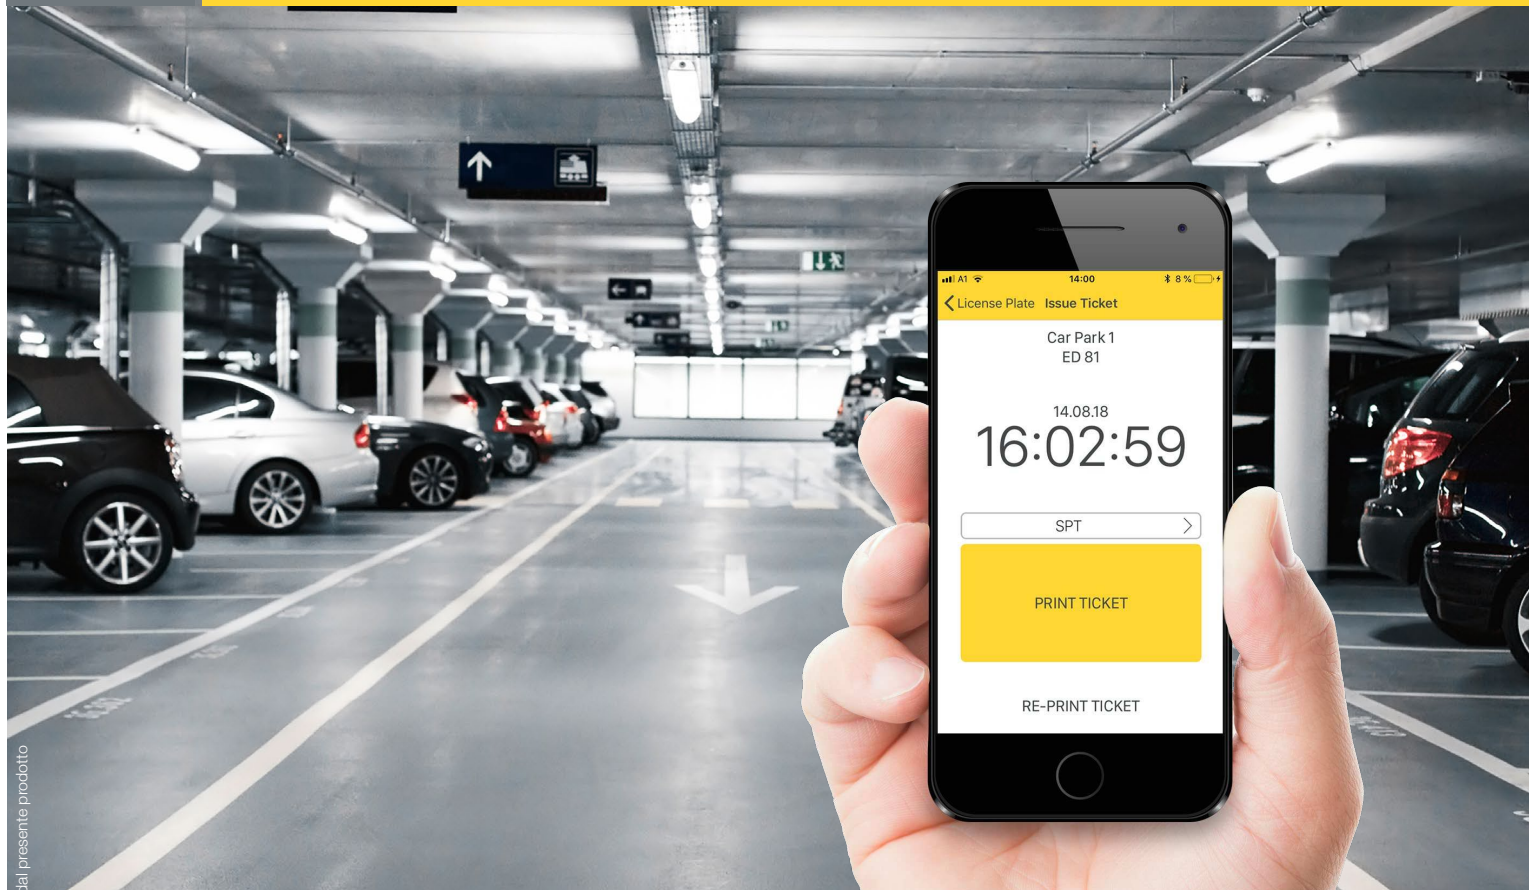 A1 14:00 8 %
License Plate Issue Ticket
Car Park 1
ED 81
14.08.18
16:02:59
SPT
PRINT TICKET
RE-PRINT TICKET
dal presente prodotto